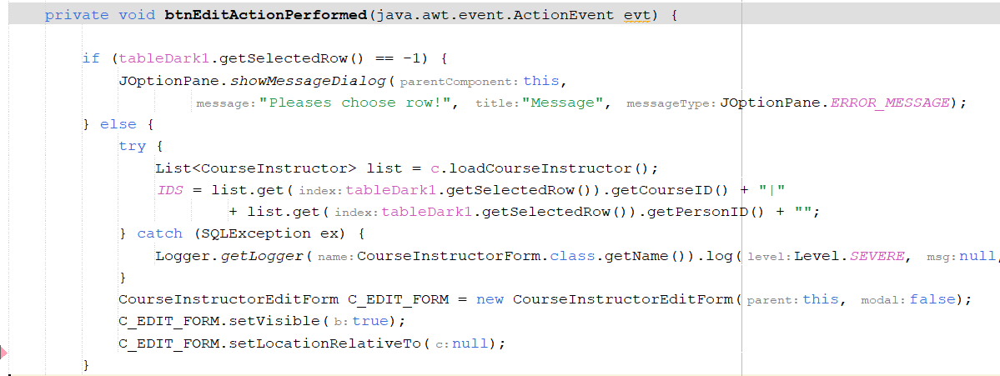 private void btnEditActionPerformed(java.awt.event.ActionEvent evt) {
if (tableDark1.getSelectedRow() == -1) {
JOptionPane.showMessageDialog( parentComponent: this,
message: "Pleases choose row!", title: "Message", messageType: JOptionPane.ERROR_MESSAGE);
} else {
try {
List<CourseInstructor> list = c.loadCourseInstructor();
IDS = list.get( index: tableDark1.getSelectedRow()).getCourseID() + "|"
+ list.get( index: tableDark1.getSelectedRow()).getPersonID() + "";
} catch (SQLException ex) {
Logger.getLogger( name: CourseInstructorForm.class.getName()).log( level: Level.SEVERE, msg: null,
}
CourseInstructorEditForm C_EDIT_FORM = new CourseInstructorEditForm( parent: this, modal: false);
C_EDIT_FORM.setVisible( b: true);
C_EDIT_FORM.setLocationRelativeTo( c: null);
}